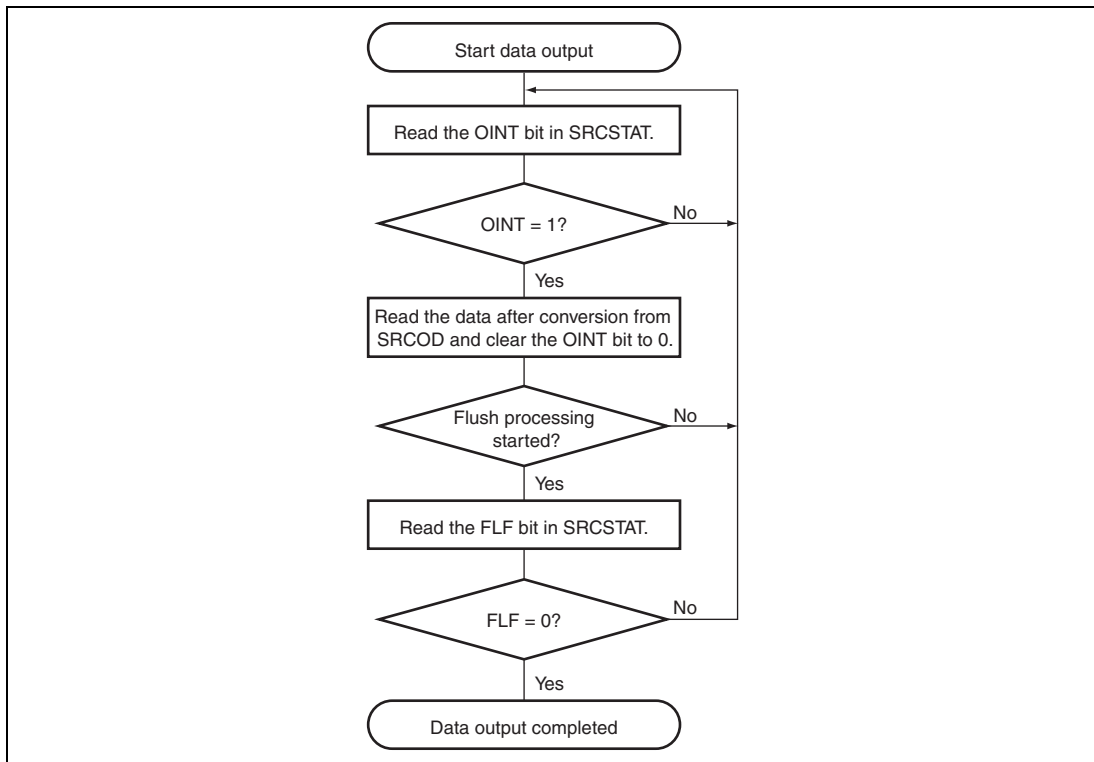 Start data output
Read the OINT bit in SRCSTAT.
OINT = 1?
No
Yes
Read the data after conversion from
SRCOD and clear the OINT bit to 0.
Flush processing
started?
No
Yes
Read the FLF bit in SRCSTAT.
FLF = 0?
No
Yes
Data output completed